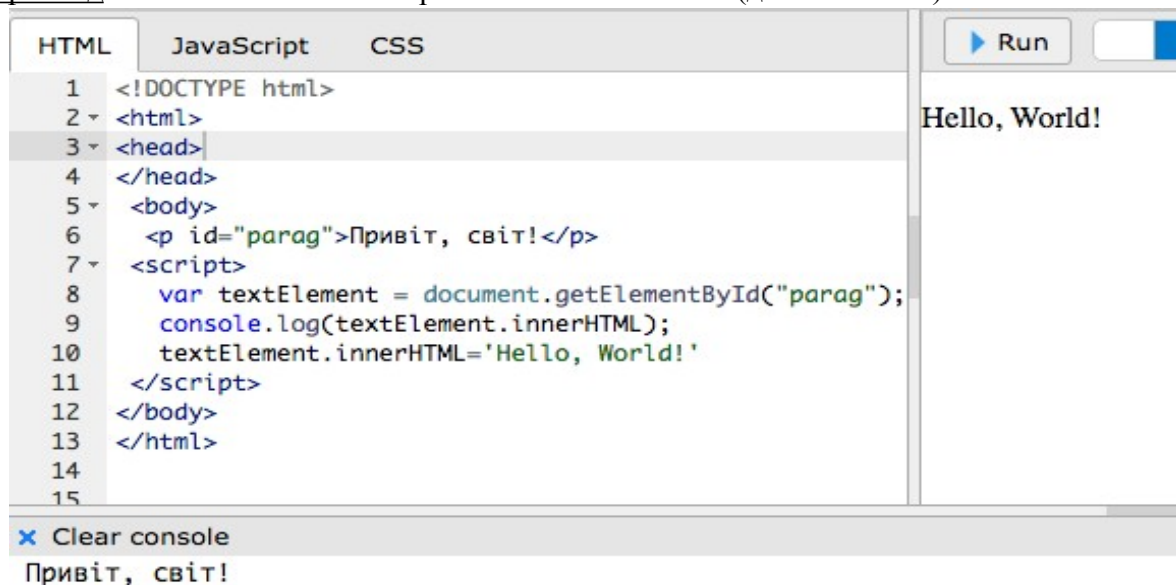 HTML JavaScript CSS Run
1 <!DOCTYPE html>
2 <html>
3 <head>
4 </head>
5 <body>
6 <p id="parag">Привіт, світ!</p>
7 <script>
8 var textElement = document.getElementById("parag");
9 console.log(textElement.innerHTML);
10 textElement.innerHTML='Hello, World!'
11 </script>
12 </body>
13 </html>
14
15
Hello, World!
× Clear console
Привіт, світ!